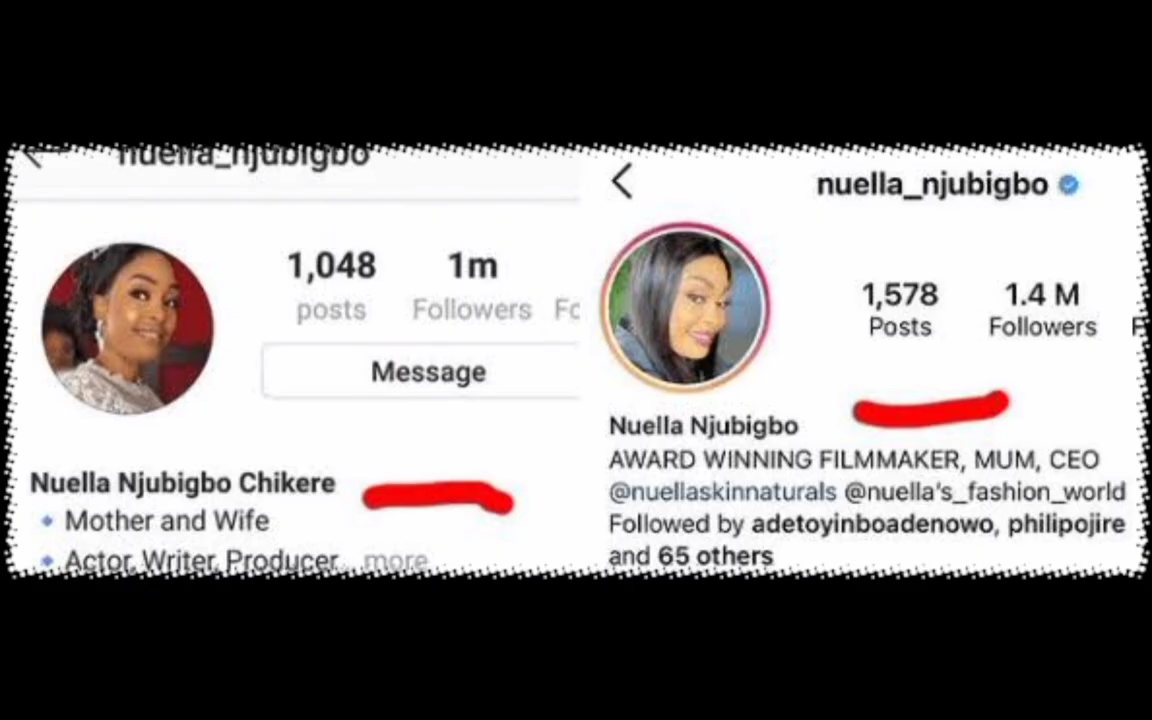 nuella_njubigbo
1,048 1m
posts Followers Fc
Message
Nuella Njubigbo Chikere
Mother and Wife
Actor, Writer, Producer... more
nuella_njubigbo
1,578 1.4 M
Posts Followers F
Nuella Njubigbo
AWARD WINNING FILMMAKER, MUM, CEO
@nuellaskinnaturals @nuella's_fashion_world
Followed by adetoyinboadenowo, philipojire
and 65 others